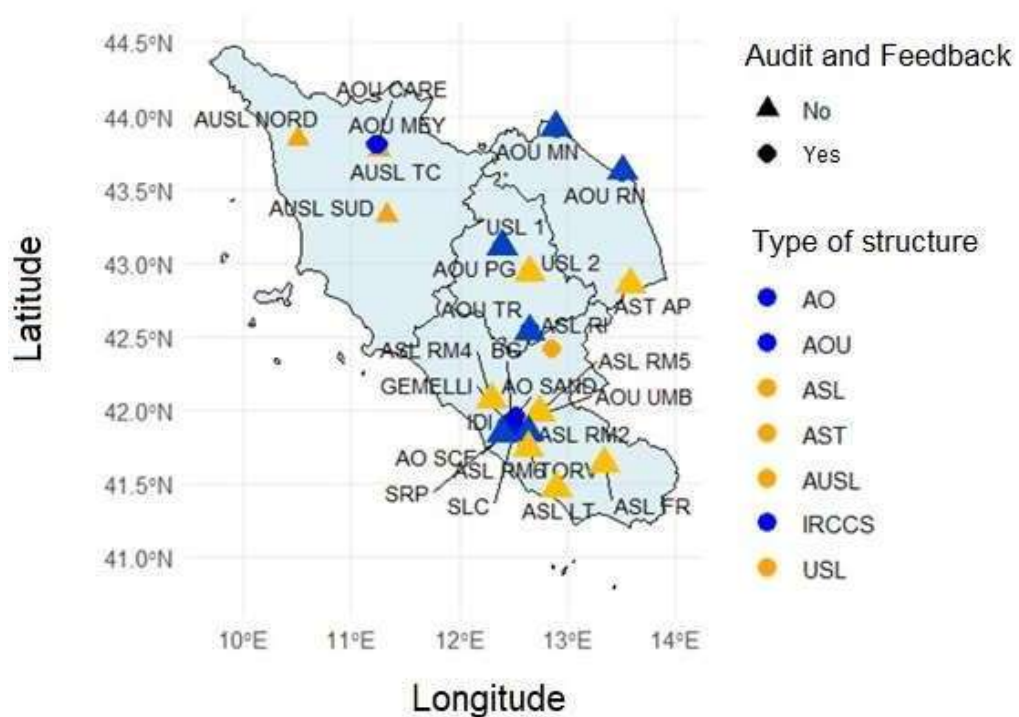 44.5°N
44.0°N
43.5°N
43.0°N
42.5°N
42.0°N
41.5°N
41.0°N
10°E 11°E 12°E 13°E 14°E
Latitude
Longitude
AOU CARE
AUSL NORD
AOU MEY
AUSL TC
AUSL SUD
AOU MN
AOU RN
USL 1
AOU PG
USL 2
AST AP
AOU TR
ASL RI
ASL RM4
BG
ASL RM5
GEMELLI
AO SAND
AOU UMB
IDI
ASL RM2
AO SCF
ASL RM6
TORV
SRP
SLC
ASL LT
ASL FR
Audit and Feedback
No
Yes
Type of structure
AO
AOU
ASL
AST
AUSL
IRCCS
USL